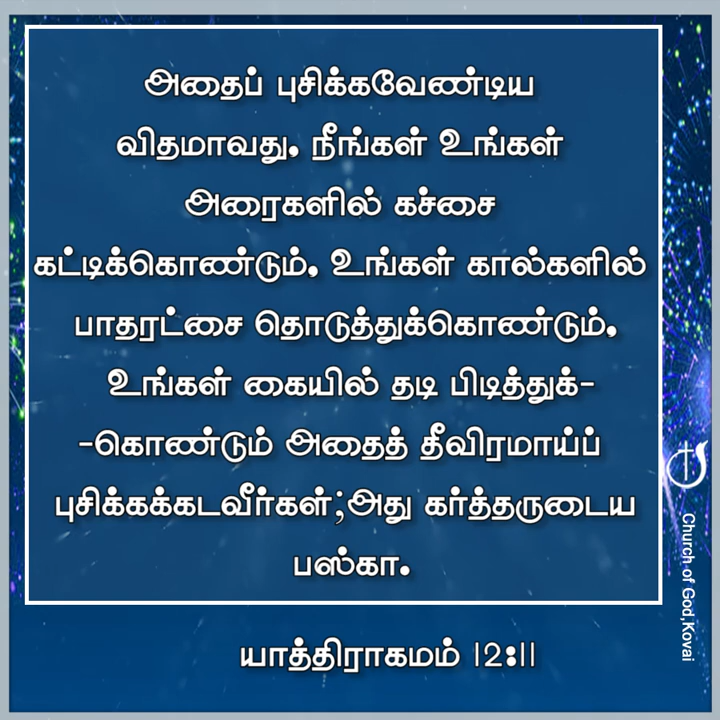 அதைப் புசிக்கவேண்டிய
விதமாவது, நீங்கள் உங்கள்
அரைகளில் கச்சை
கட்டிக்கொண்டும், உங்கள் கால்களில்
பாதரட்சை தொடுத்துக்கொண்டும்,
உங்கள் கையில் தடி பிடித்துக்-
-கொண்டும் அதைத் தீவிரமாய்ப்
புசிக்கக்கடவீர்கள்;அது கர்த்தருடைய
பஸ்கா.
யாத்திராகமம் 12:11
Church of God,Kovai